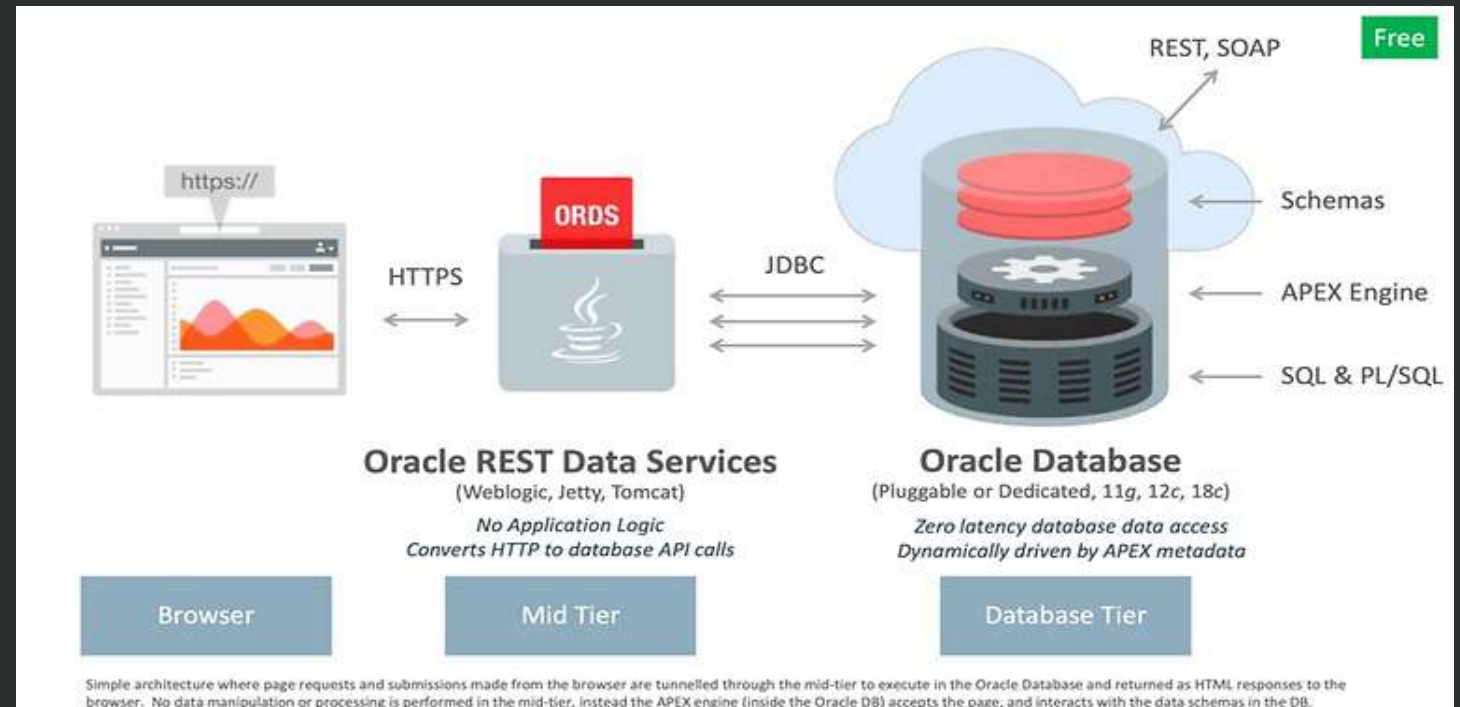 Free
REST, SOAP
https://
ORDS
HTTPS
JDBC
Schemas
APEX Engine
SQL & PL/SQL
Oracle REST Data Services
(Weblogic, Jetty, Tomcat)
No Application Logic
Converts HTTP to database API calls
Oracle Database
(Pluggable or Dedicated, 11g, 12c, 18c)
Zero latency database data access
Dynamically driven by APEX metadata
Browser
Mid Tier
Database Tier
Simple architecture where page requests and submissions made from the browser are tunnelled through the mid-tier to execute in the Oracle Database and returned as HTML responses to the
browser. No data manipulation or processing is performed in the mid-tier, instead the APEX engine (inside the Oracle DB) accepts the page, and interacts with the data schemas in the DB.